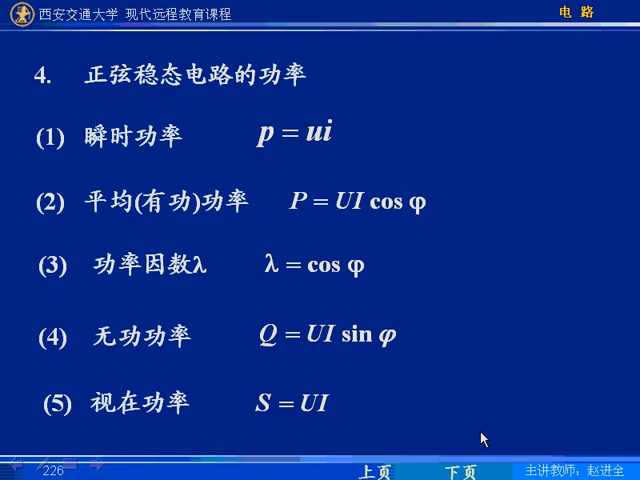 西安交通大学 现代远程教育课程
电 路
4. 正弦稳态电路的功率
(1) 瞬时功率 p = ui
(2) 平均(有功)功率 P = UI cos φ
(3) 功率因数λ λ = cos φ
(4) 无功功率 Q = UI sin φ
(5) 视在功率 S = UI
226 上页 下页 主讲教师：赵进全